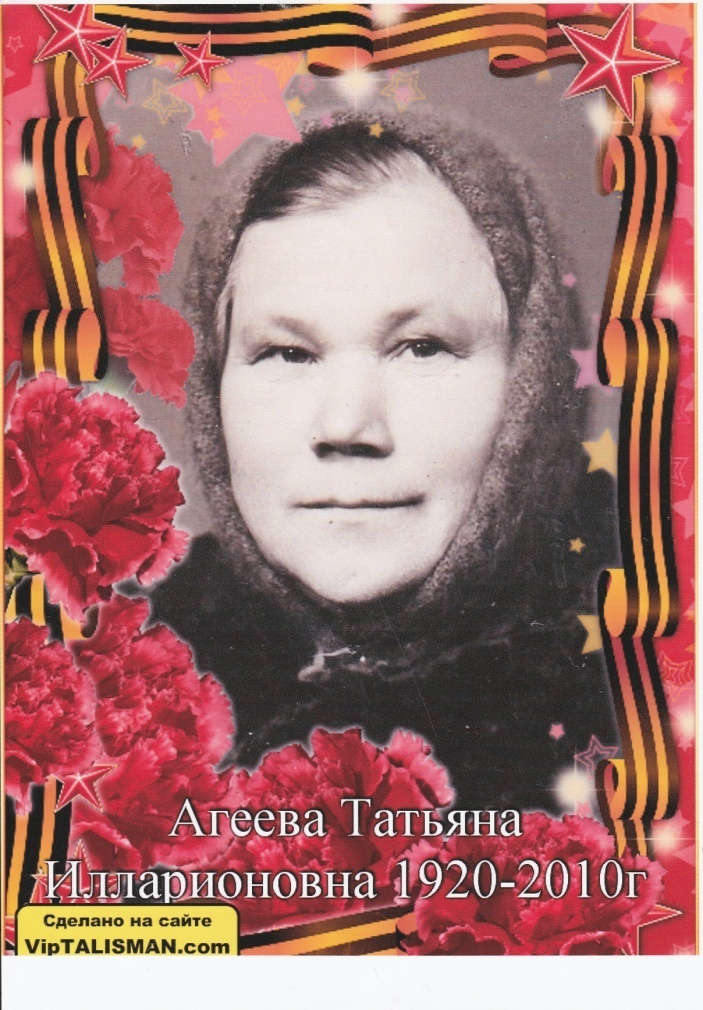 Агеева Татьяна
Илларионовна 1920-2010г
Сделано на сайте
VipTALISMAN.com